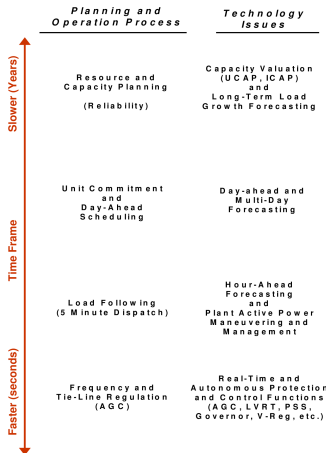 Planning and
Operation Process
Technology
Issues
Slower (Years)
Time Frame
Faster (seconds)
Resource and
Capacity Planning
(Reliability)
Capacity Valuation
(UCAP, ICAP)
and
Long-Term Load
Growth Forecasting
Unit Commitment
and
Day-Ahead
Scheduling
Day-ahead and
Multi-Day
Forecasting
Load Following
(5 Minute Dispatch)
Hour-Ahead
Forecasting
and
Plant Active Power
Maneuvering and
Management
Frequency and
Tie-Line Regulation
(AGC)
Real-Time and
Autonomous Protection
and Control Functions
(AGC, LVRT, PSS,
Governor, V-Reg, etc.)